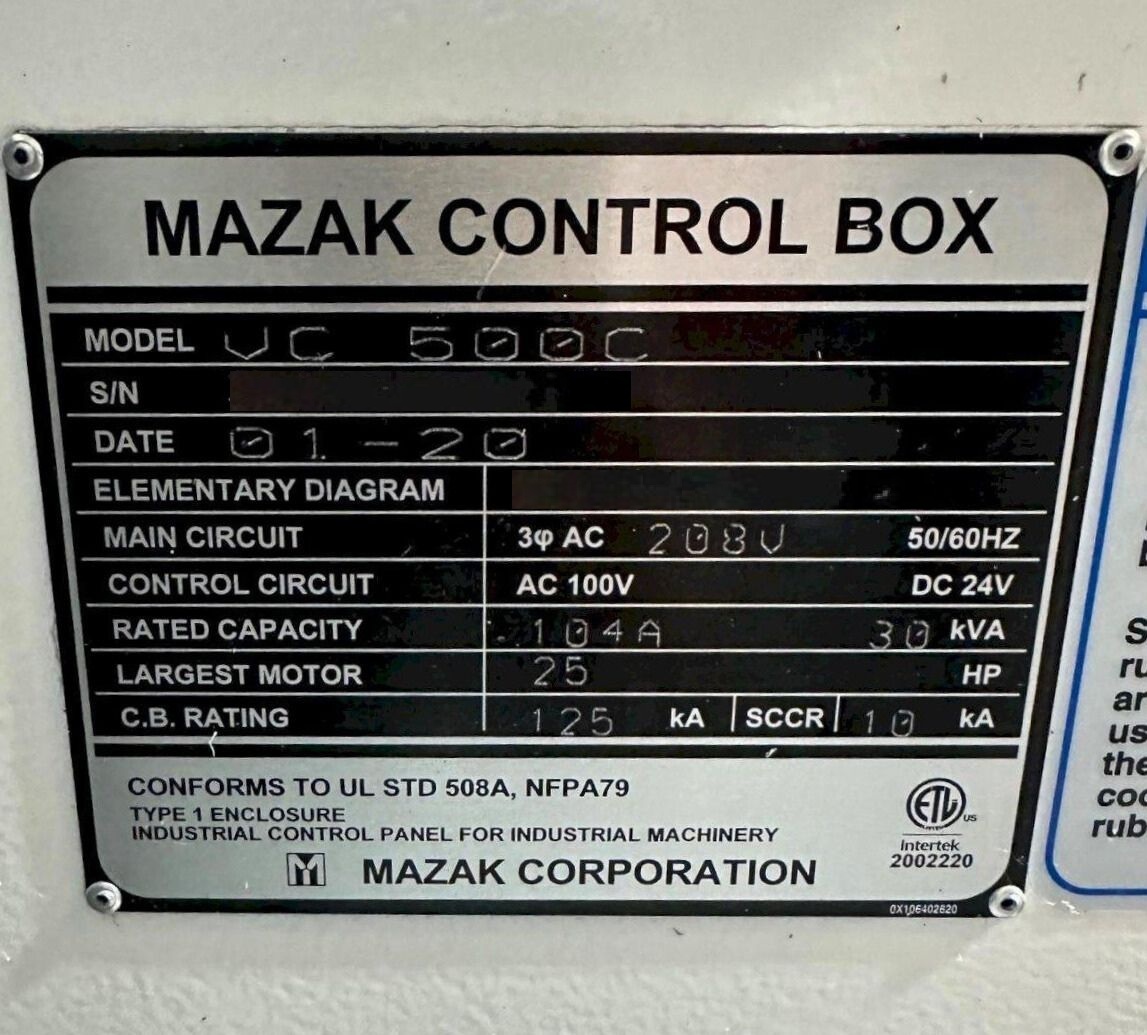 MAZAK CONTROL BOX
MODEL VC 500C
S/N
DATE 01-20
ELEMENTARY DIAGRAM
MAIN CIRCUIT 3φ AC 208V 50/60HZ
CONTROL CIRCUIT AC 100V DC 24V
RATED CAPACITY 104A 30 kVA
LARGEST MOTOR 25 HP
C.B. RATING 125 kA SCCR 10 kA
CONFORMS TO UL STD 508A, NFPA79
TYPE 1 ENCLOSURE
INDUSTRIAL CONTROL PANEL FOR INDUSTRIAL MACHINERY
M MAZAK CORPORATION
ETL US
Intertek
2002220
0X106402620